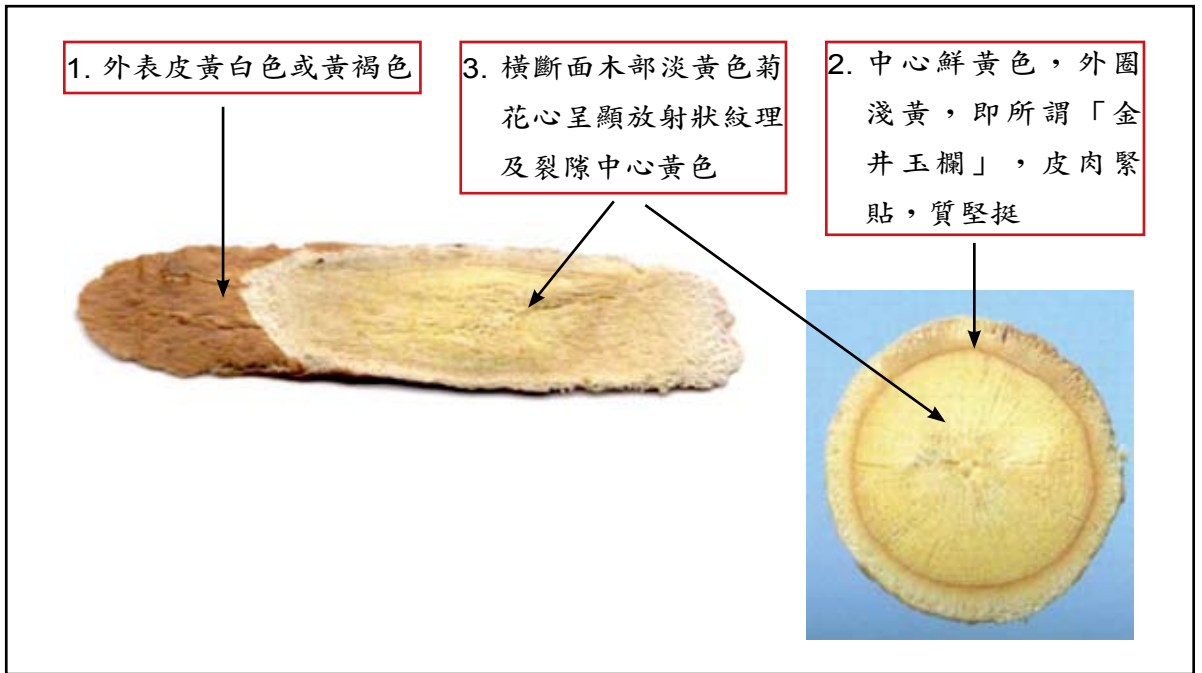 1. 外表皮黃白色或黃褐色
3. 橫斷面木部淡黃色菊
花心呈顯放射狀紋理
及裂隙中心黃色
2. 中心鮮黃色，外圈
淺黃，即所謂「金
井玉欄」，皮肉緊
貼，質堅挺